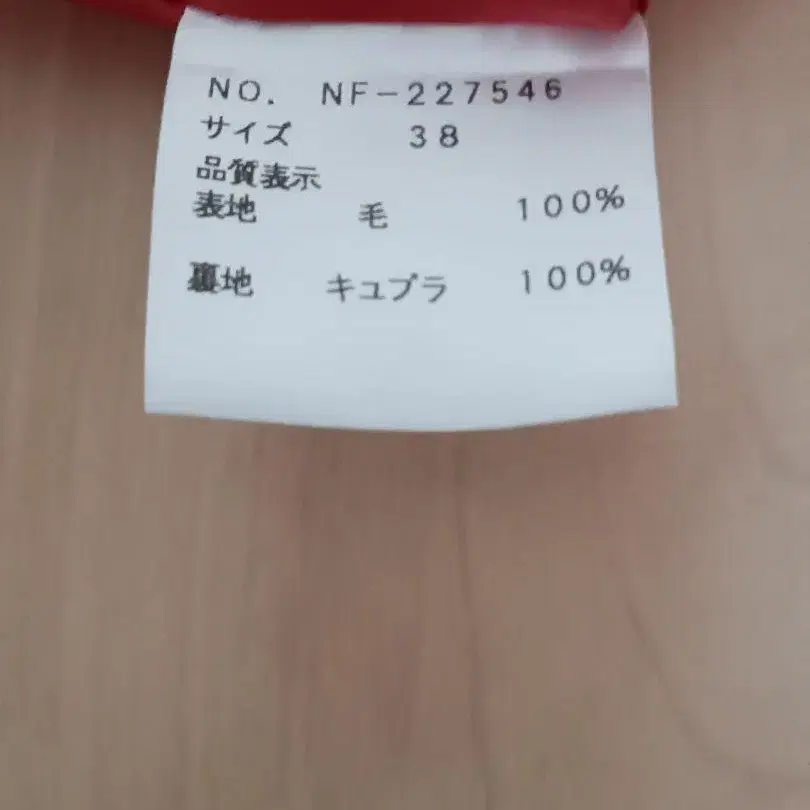 NO. NF-227546
サイズ 38
品質表示
表地 毛 100%
裏地 キュプラ 100%